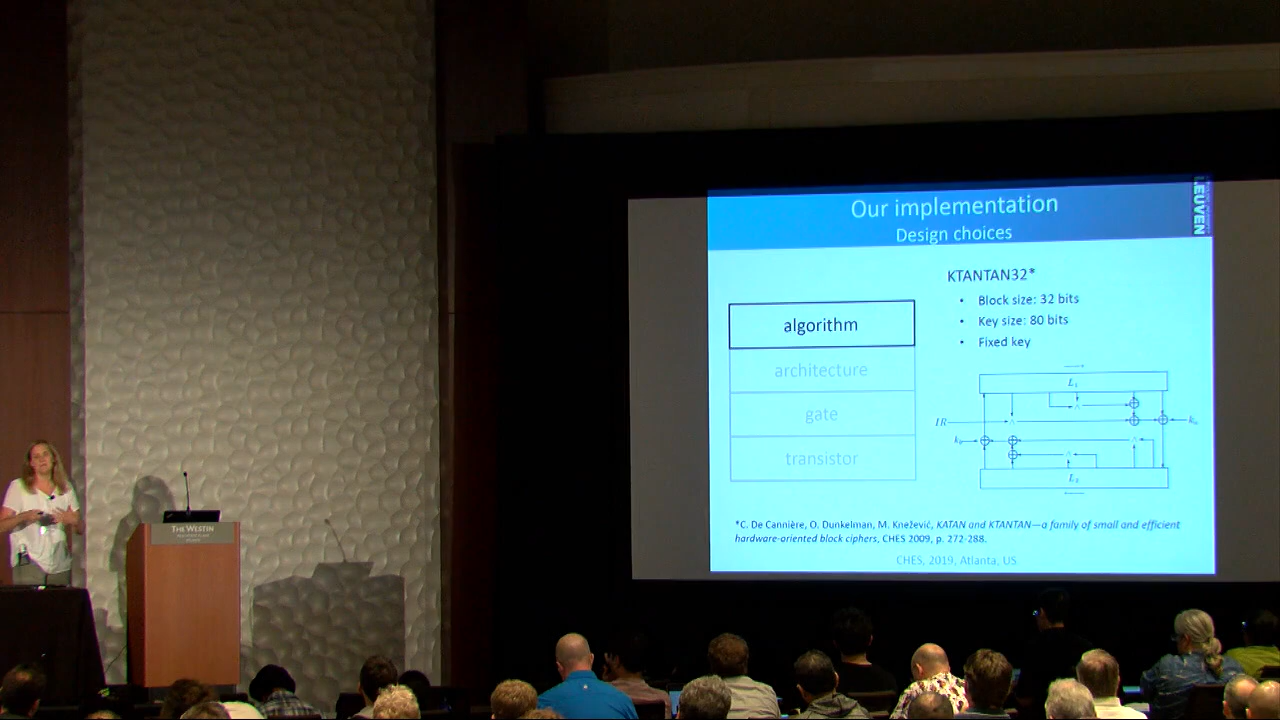 Our implementation
Design choices
LEUVEN
KTANTAN32*
• Block size: 32 bits
• Key size: 80 bits
• Fixed key
algorithm
architecture
gate
transistor
L₁
IR
L₂
*C. De Cannière, O. Dunkelman, M. Knežević, KATAN and KTANTAN—a family of small and efficient
hardware-oriented block ciphers, CHES 2009, p. 272-288.
CHES, 2019, Atlanta, US
THE WESTIN